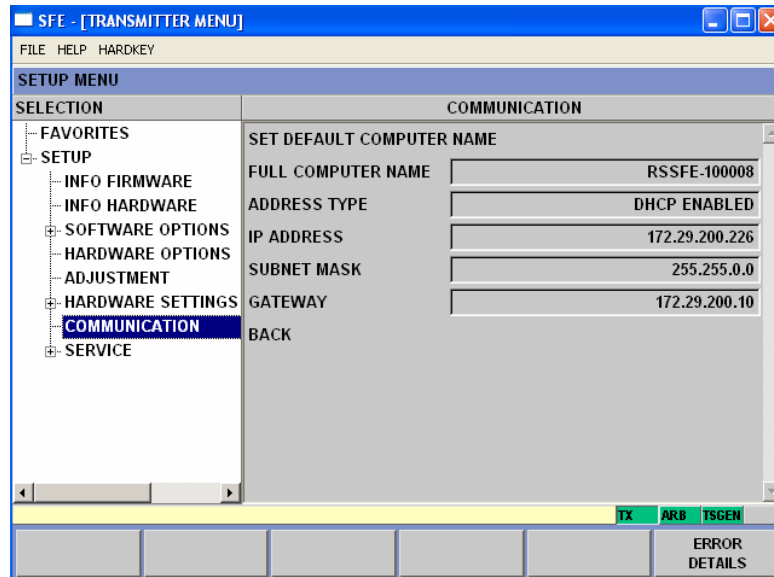 SFE - [TRANSMITTER MENU]
FILE HELP HARDKEY
SETUP MENU
SELECTION
COMMUNICATION
FAVORITES
SETUP
INFO FIRMWARE
INFO HARDWARE
SOFTWARE OPTIONS
HARDWARE OPTIONS
ADJUSTMENT
HARDWARE SETTINGS
COMMUNICATION
SERVICE
SET DEFAULT COMPUTER NAME
FULL COMPUTER NAME RSSFE-100008
ADDRESS TYPE DHCP ENABLED
IP ADDRESS 172.29.200.226
SUBNET MASK 255.255.0.0
GATEWAY 172.29.200.10
BACK
TX ARB TSGEN
ERROR
DETAILS